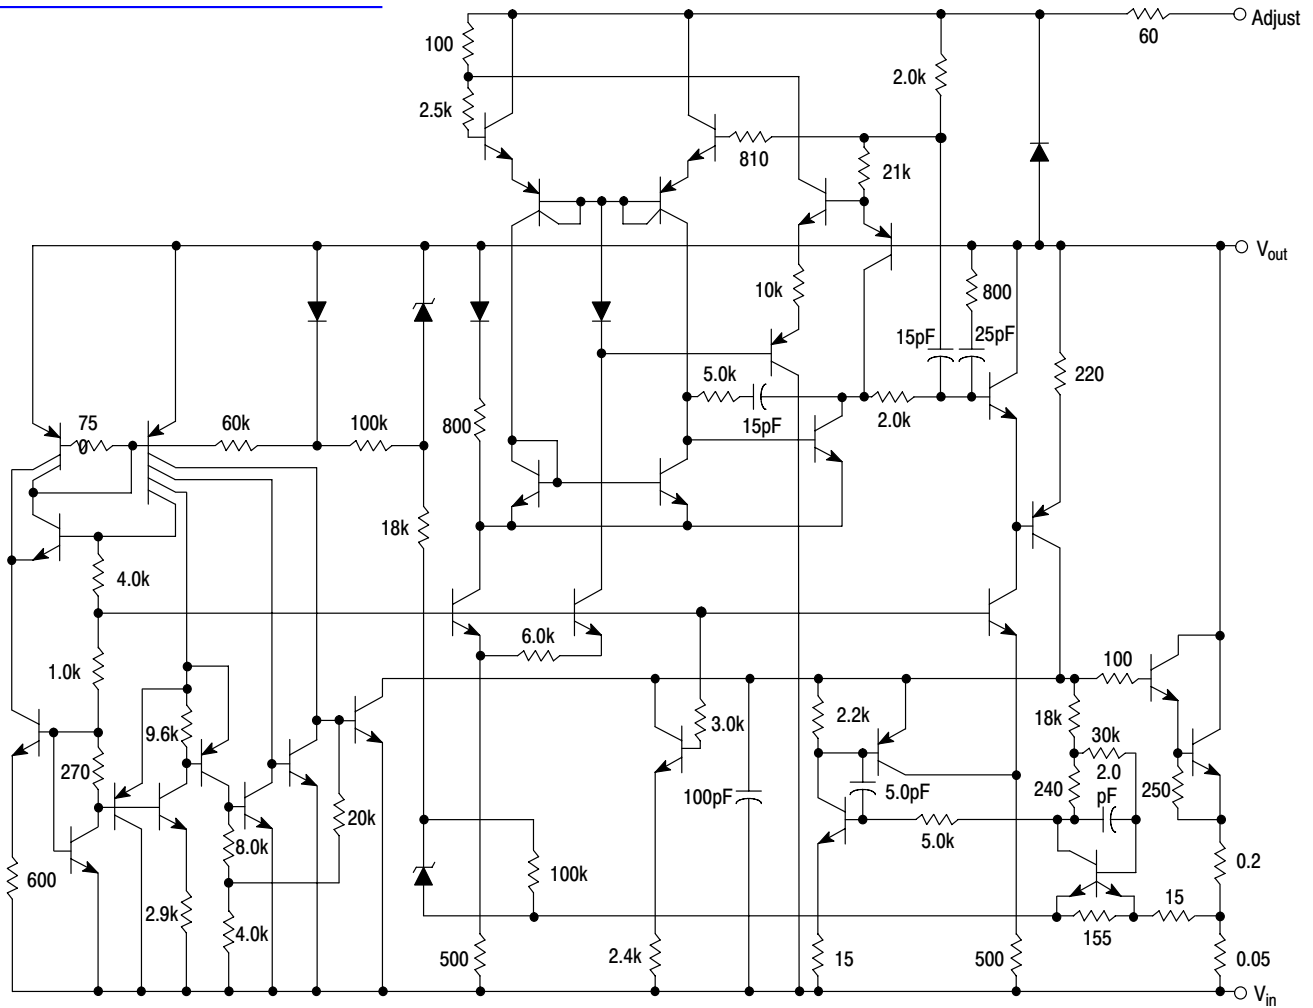 Adjust
60
100
2.0k
2.5k
810
21k
V_out
10k
800
15pF
25pF
5.0k
220
75
0
60k
100k
800
15pF
2.0k
18k
4.0k
6.0k
1.0k
100
3.0k
2.2k
18k
9.6k
30k
270
2.0
pF
100pF
5.0pF
240
250
20k
5.0k
8.0k
600
100k
0.2
15
2.9k
4.0k
155
500
2.4k
15
500
0.05
V_in